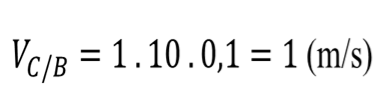 V_{C/B} = 1 . 10 . 0,1 = 1 (m/s)